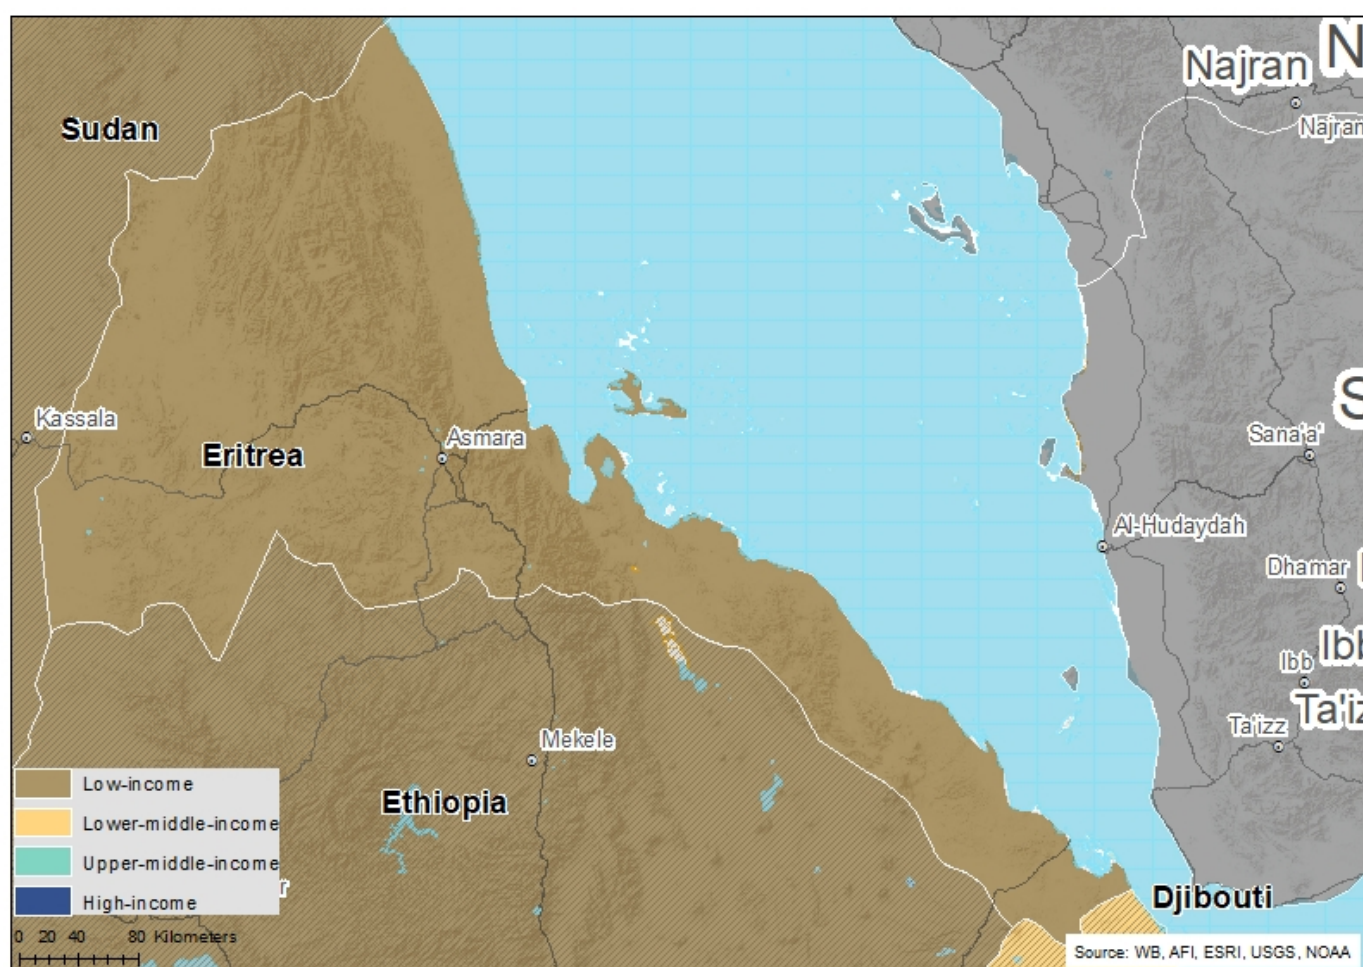 Najran
N
Najran
Sudan
Kassala
Eritrea
Asmara
S
Sana'a'
Al-Hudaydah
Dhamar
Ibb
Ibb
Ta'izz
Ta'iz
Mekele
Ethiopia
Djibouti
Low-income
Lower-middle-income
Upper-middle-income
High-income
r
0 20 40 80 Kilometers
Source: WB, AFI, ESRI, USGS, NOAA